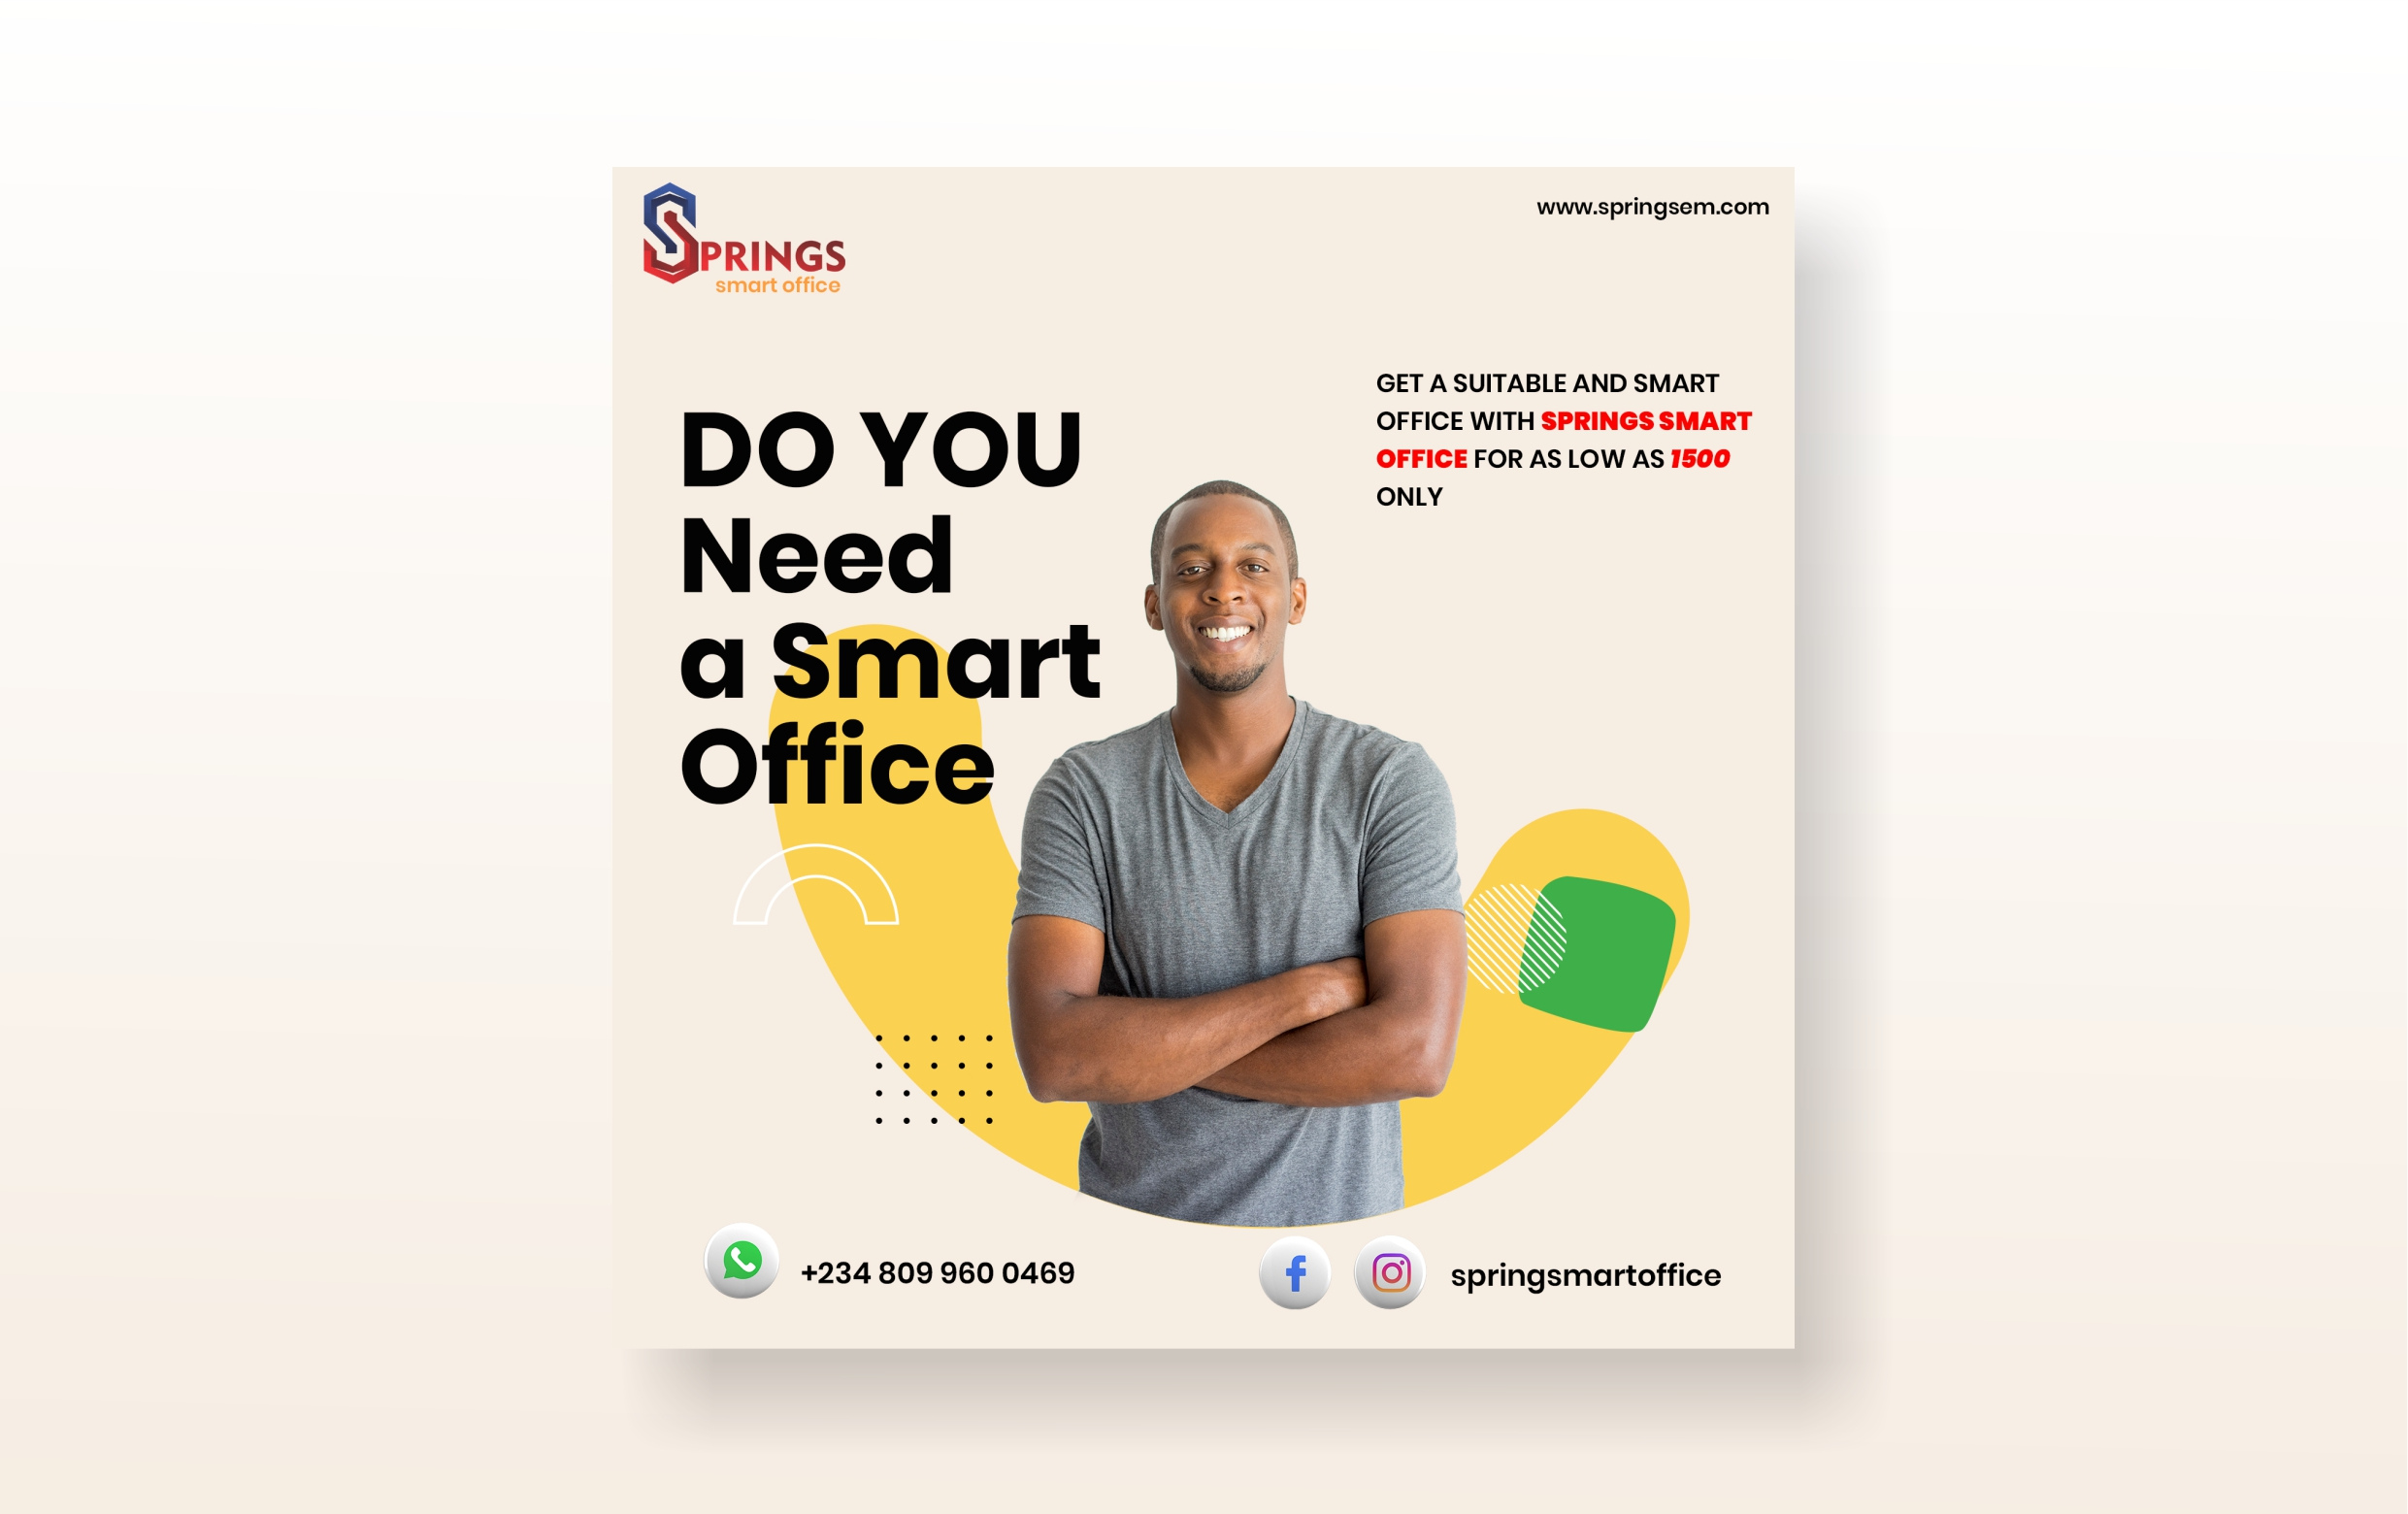 SPRINGS
smart office
www.springsem.com
DO YOU
Need
a Smart
Office
GET A SUITABLE AND SMART
OFFICE WITH SPRINGS SMART
OFFICE FOR AS LOW AS 1500
ONLY
+234 809 960 0469
springsmartoffice